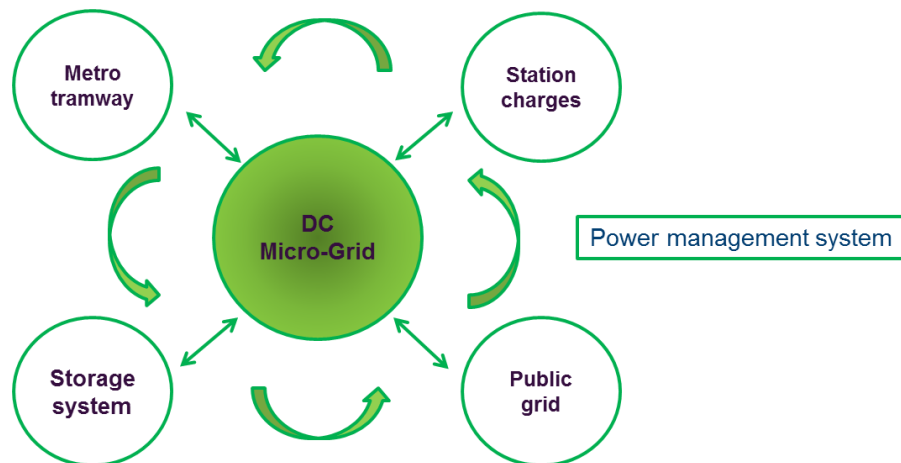 Metro
tramway
Station
charges
DC
Micro-Grid
Power management system
Storage
system
Public
grid